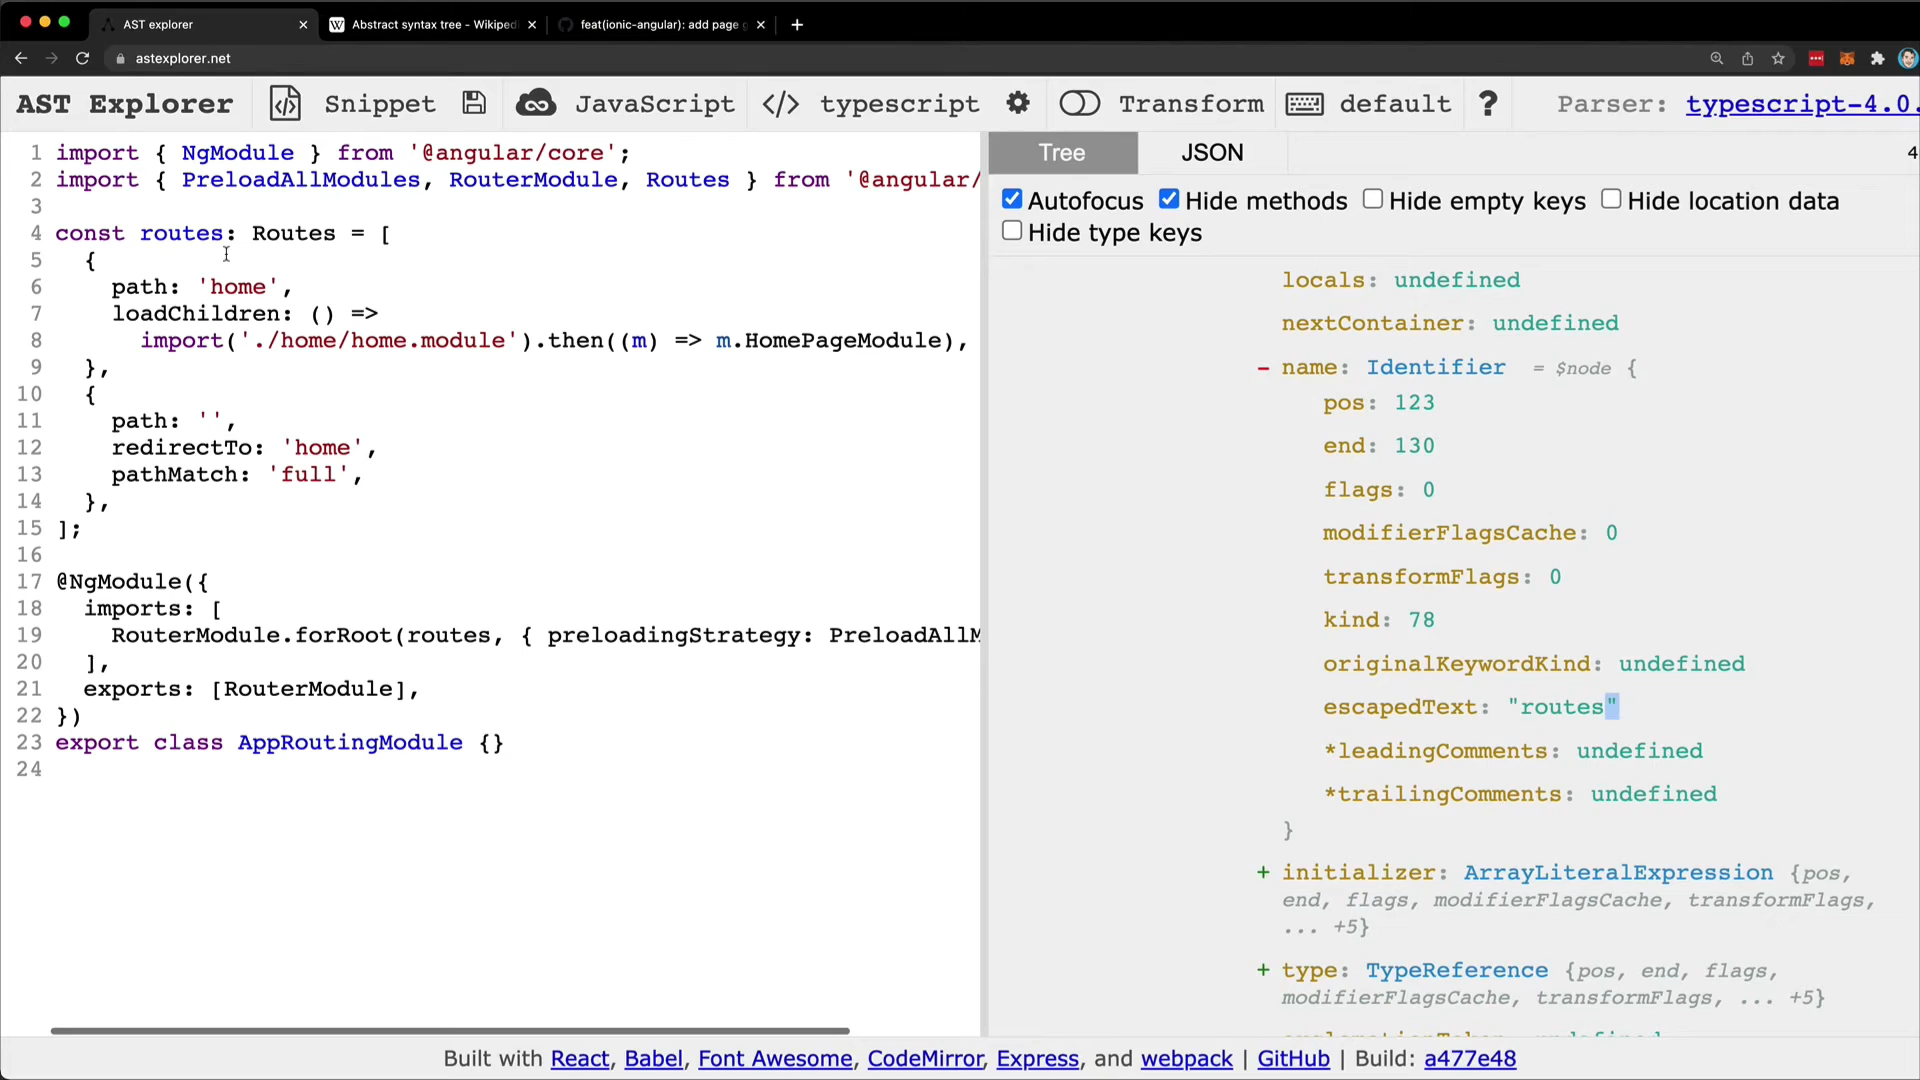 AST explorer
Abstract syntax tree - Wikiped
feat(ionic-angular): add page g
astexplorer.net
AST Explorer Snippet JavaScript </> typescript Transform default ? Parser: typescript-4.0.
1 import { NgModule } from '@angular/core';
2 import { PreloadAllModules, RouterModule, Routes } from '@angular/
3
4 const routes: Routes = [
5 {
6 path: 'home',
7 loadChildren: () =>
8 import('./home/home.module').then((m) => m.HomePageModule),
9 },
10 {
11 path: '',
12 redirectTo: 'home',
13 pathMatch: 'full',
14 },
15 ];
16
17 @NgModule({
18 imports: [
19 RouterModule.forRoot(routes, { preloadingStrategy: PreloadAllM
20 ],
21 exports: [RouterModule],
22 })
23 export class AppRoutingModule {}
24
Tree JSON 4
Autofocus Hide methods Hide empty keys Hide location data
Hide type keys
locals: undefined
nextContainer: undefined
- name: Identifier = $node {
pos: 123
end: 130
flags: 0
modifierFlagsCache: 0
transformFlags: 0
kind: 78
originalKeywordKind: undefined
escapedText: "routes"
*leadingComments: undefined
*trailingComments: undefined
}
+ initializer: ArrayLiteralExpression {pos,
end, flags, modifierFlagsCache, transformFlags,
... +5}
+ type: TypeReference {pos, end, flags,
modifierFlagsCache, transformFlags, ... +5}
Built with React, Babel, Font Awesome, CodeMirror, Express, and webpack | GitHub | Build: a477e48